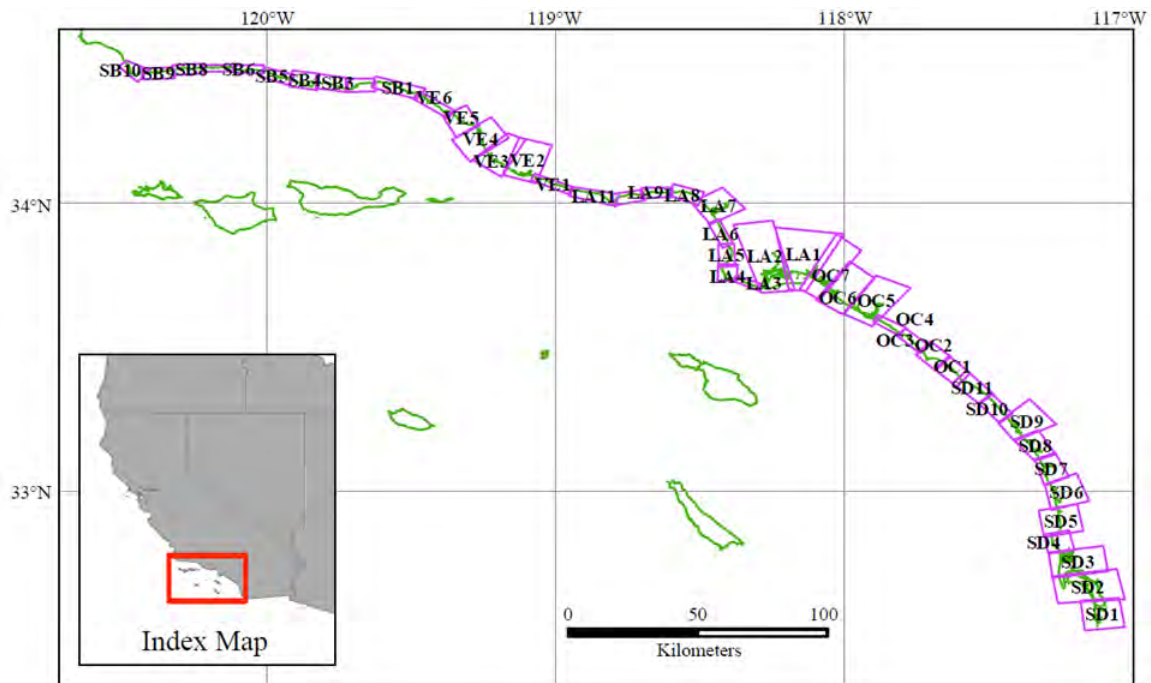 120°W 119°W 118°W 117°W
SB10 SB9 SB8 SB6 SB5 SB4 SB3 SB1
VE6
VE5
VE4
VE3 VE2
VE1
LA11 LA9 LA8
34°N
LA7
LA6
LA5 LA2 LA1
LA4 LA3 OC7
OC6 OC5
OC4
OC3 OC2
OC1
SD11
SD10
SD9
SD8
SD7
33°N
SD6
SD5
SD4
SD3
SD2
SD1
0 50 100
Kilometers
Index Map